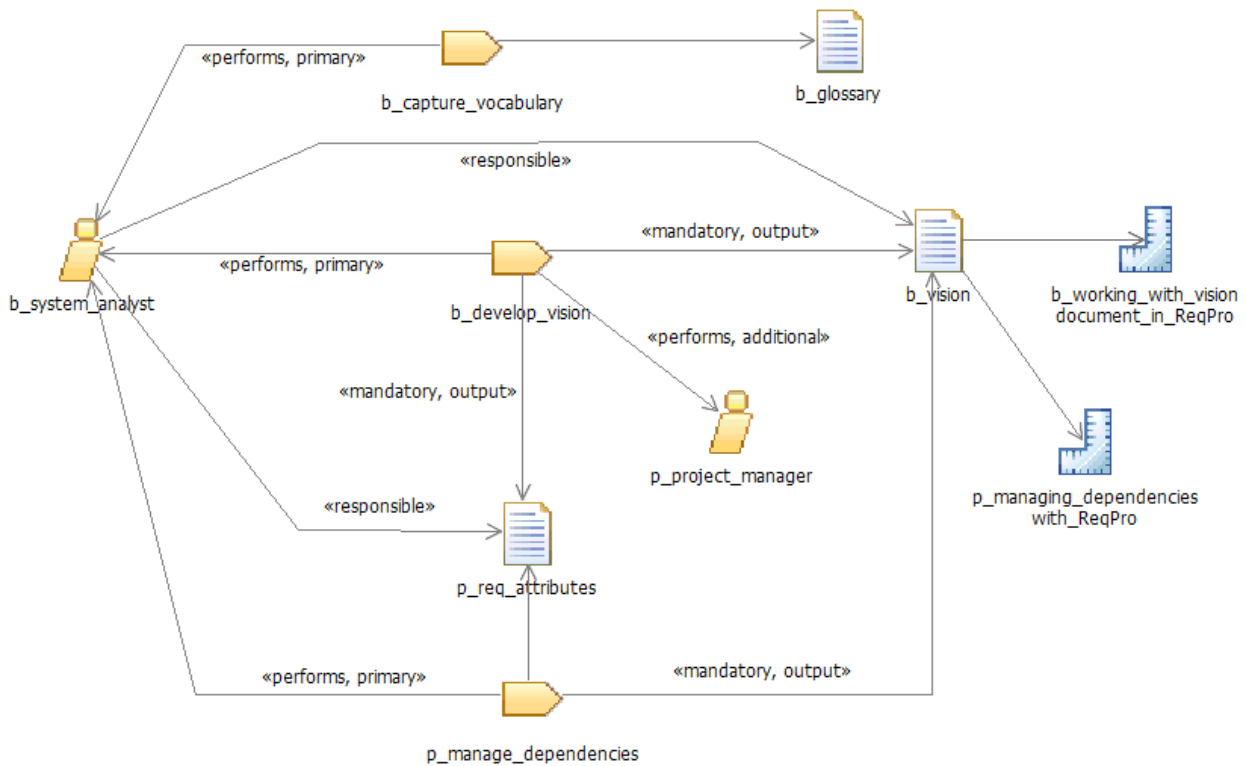 «performs, primary»
b_capture_vocabulary
b_glossary
«responsible»
«mandatory, output»
«performs, primary»
b_system_analyst
b_develop_vision
b_vision
b_working_with_vision
document_in_ReqPro
«performs, additional»
«mandatory, output»
p_project_manager
p_managing_dependencies
with_ReqPro
«responsible»
p_req_attributes
«performs, primary»
«mandatory, output»
p_manage_dependencies